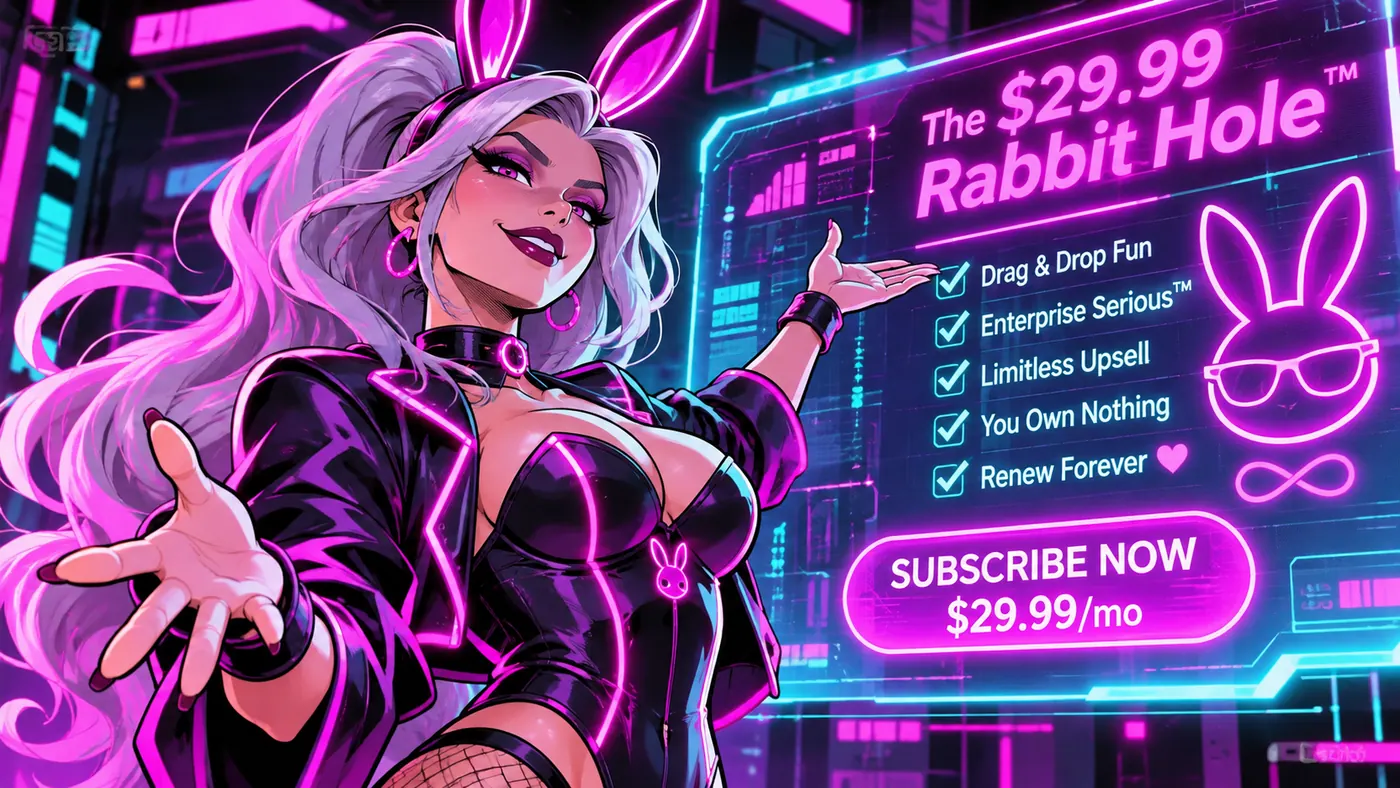 The $29.99
Rabbit Hole™
Drag & Drop Fun
Enterprise Serious™
Limitless Upsell
You Own Nothing
Renew Forever
SUBSCRIBE NOW
$29.99/mo